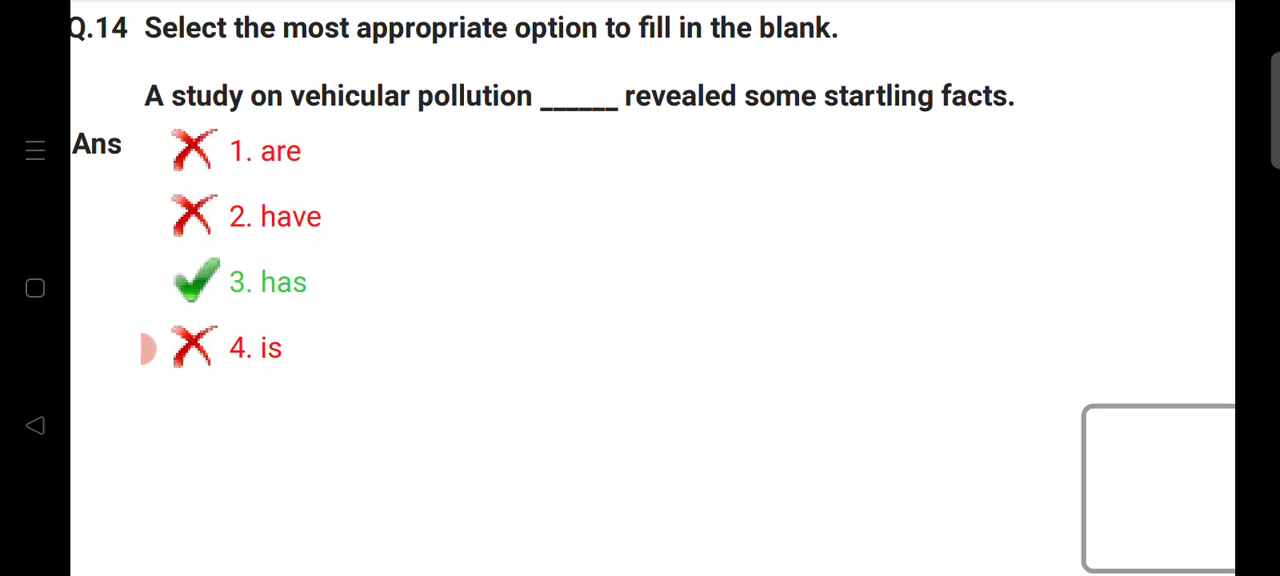 Q.14 Select the most appropriate option to fill in the blank.
A study on vehicular pollution ______ revealed some startling facts.
Ans 1. are
2. have
3. has
4. is